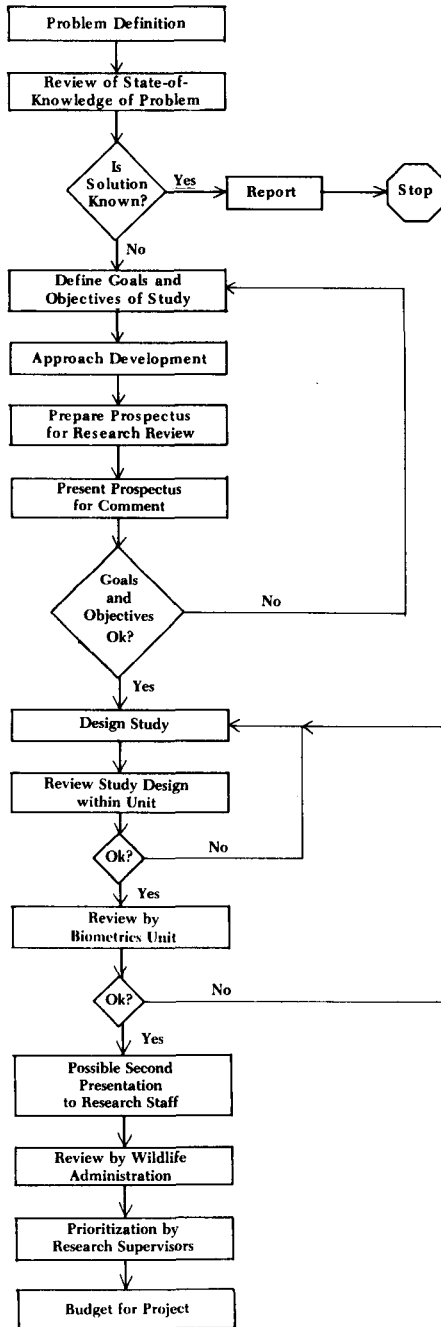 Problem Definition
Review of State-of-
Knowledge of Problem
Is
Solution
Known?
Yes
Report
Stop
No
Define Goals and
Objectives of Study
Approach Development
Prepare Prospectus
for Research Review
Present Prospectus
for Comment
Goals
and
Objectives
Ok?
No
Yes
Design Study
Review Study Design
within Unit
Ok?
No
Yes
Review by
Biometrics Unit
Ok?
No
Yes
Possible Second
Presentation
to Research Staff
Review by Wildlife
Administration
Prioritization by
Research Supervisors
Budget for Project